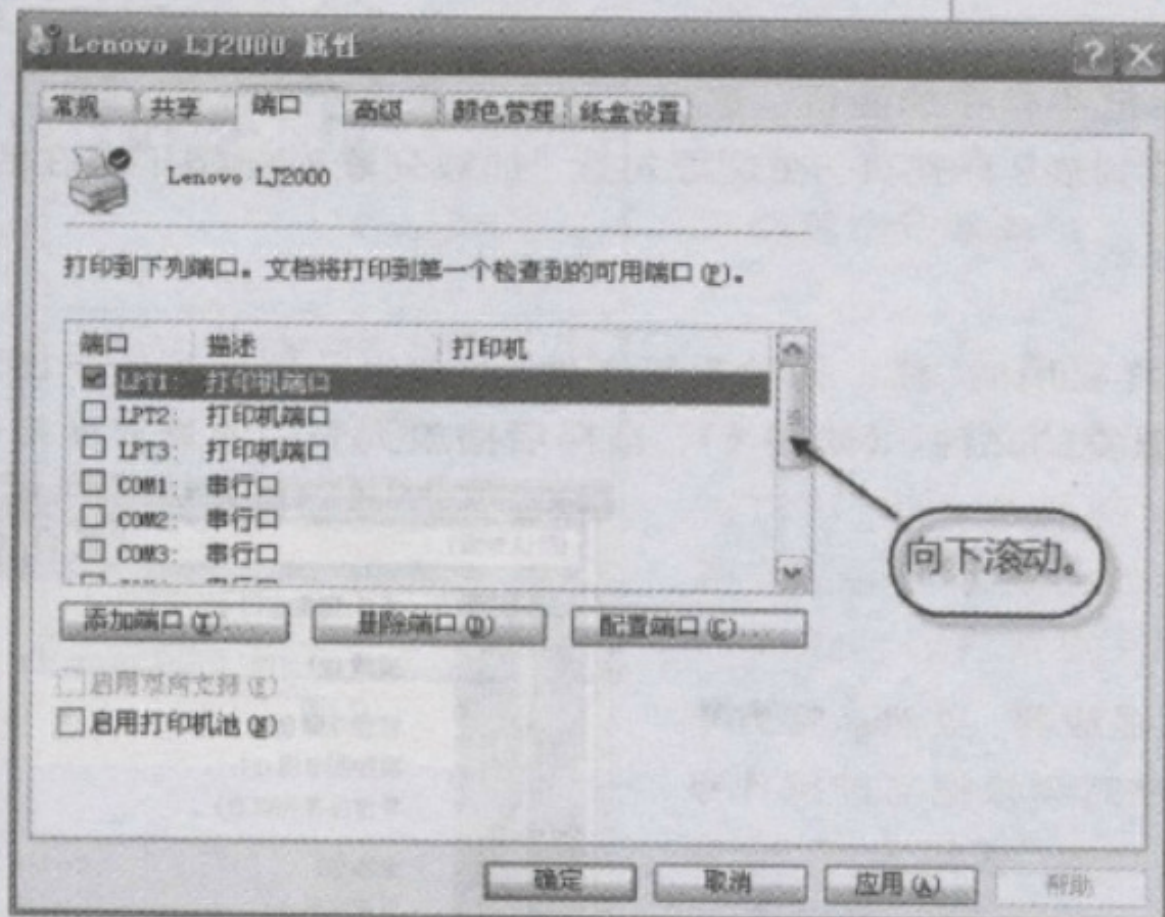 Lenovo LJ2000 属性
常规 共享 端口 高级 颜色管理 纸盒设置
Lenovo LJ2000
打印到下列端口。文档将打印到第一个检查到的可用端口(P)。
端口 描述 打印机
LPT1: 打印机端口
LPT2: 打印机端口
LPT3: 打印机端口
COM1: 串行口
COM2: 串行口
COM3: 串行口
向下滚动。
添加端口(T)... 删除端口(D) 配置端口(C)...
启用双向支持(E)
启用打印机池(N)
确定 取消 应用(A) 帮助